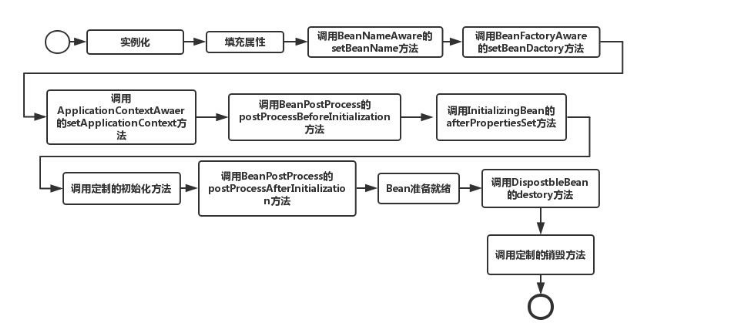 实例化
填充属性
调用BeanNameAware的
setBeanName方法
调用BeanFactoryAware
的setBeanDactory方法
调用
ApplicationContextAwaer
的setApplicationContext方
法
调用BeanPostProcess的
postProcessBeforeInitialization
方法
调用InitializingBean的
afterPropertiesSet方法
调用定制的初始化方法
调用BeanPostProcess的
postProcessAfterInitializatio
n方法
Bean准备就绪
调用DispostbleBean
的destory方法
调用定制的销毁方法